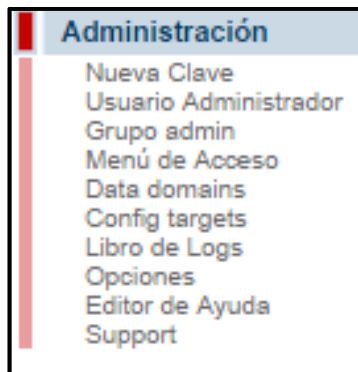 Administración
Nueva Clave
Usuario Administrador
Grupo admin
Menú de Acceso
Data domains
Config targets
Libro de Logs
Opciones
Editor de Ayuda
Support